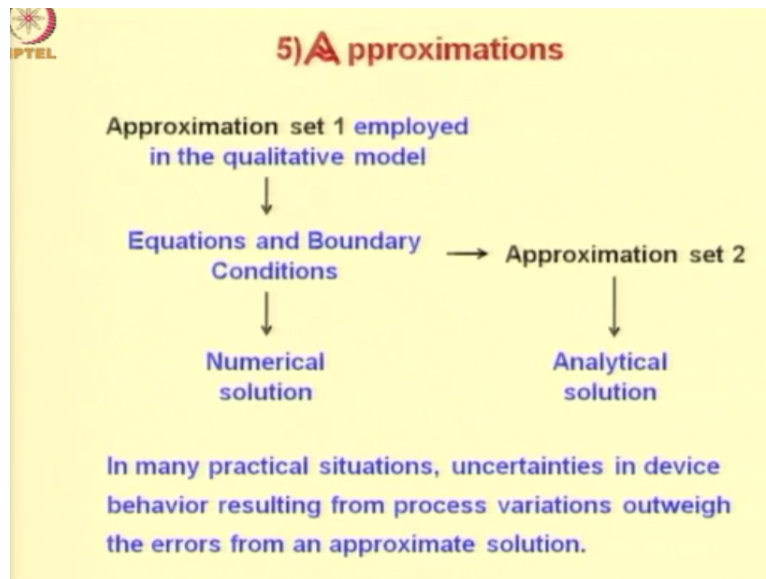 IPTEL
5) Approximations
Approximation set 1 employed
in the qualitative model
Equations and Boundary
Conditions
Approximation set 2
Numerical
solution
Analytical
solution
In many practical situations, uncertainties in device
behavior resulting from process variations outweigh
the errors from an approximate solution.